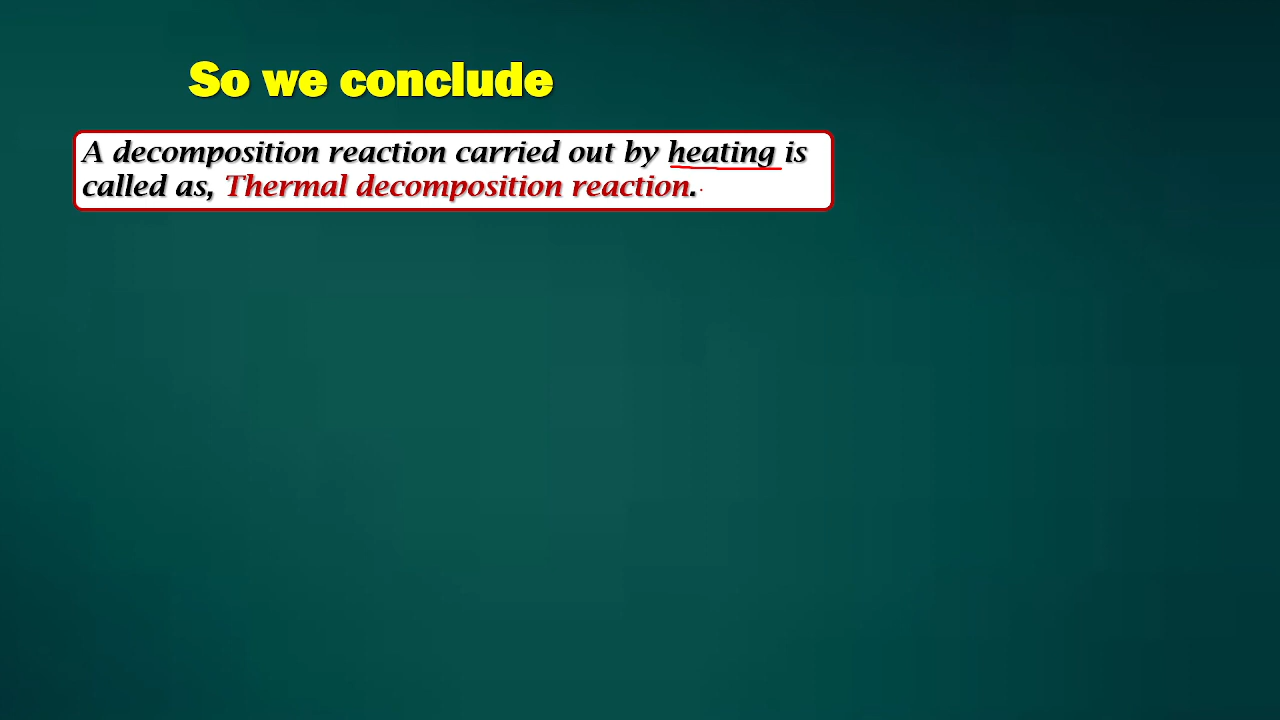 So we conclude
A decomposition reaction carried out by heating is
called as, Thermal decomposition reaction.